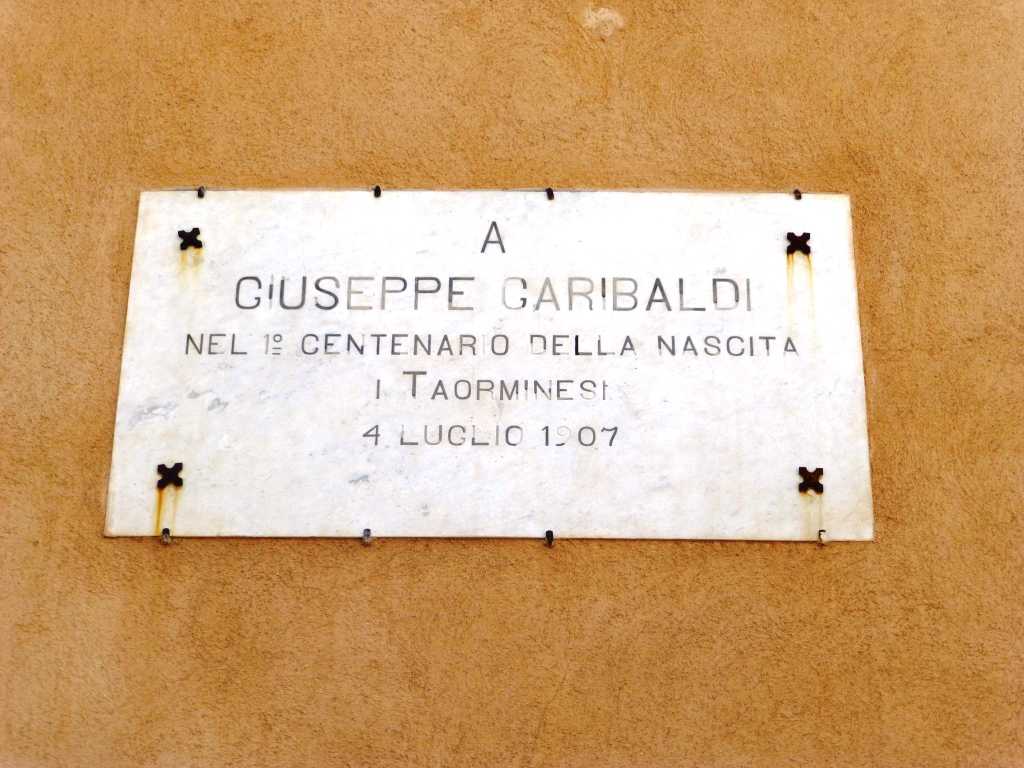 A
GIUSEPPE GARIBALDI
NEL 1º CENTENARIO DELLA NASCITA
I TAORMINESI
4 LUGLIO 1907